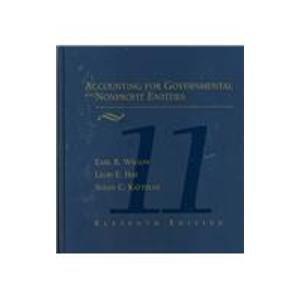 ACCOUNTING FOR GOVERNMENTAL
AND NONPROFIT ENTITIES
11
EARL R. WILSON
LEON E. HAY
SUSAN C. KATTELUS
ELEVENTH EDITION